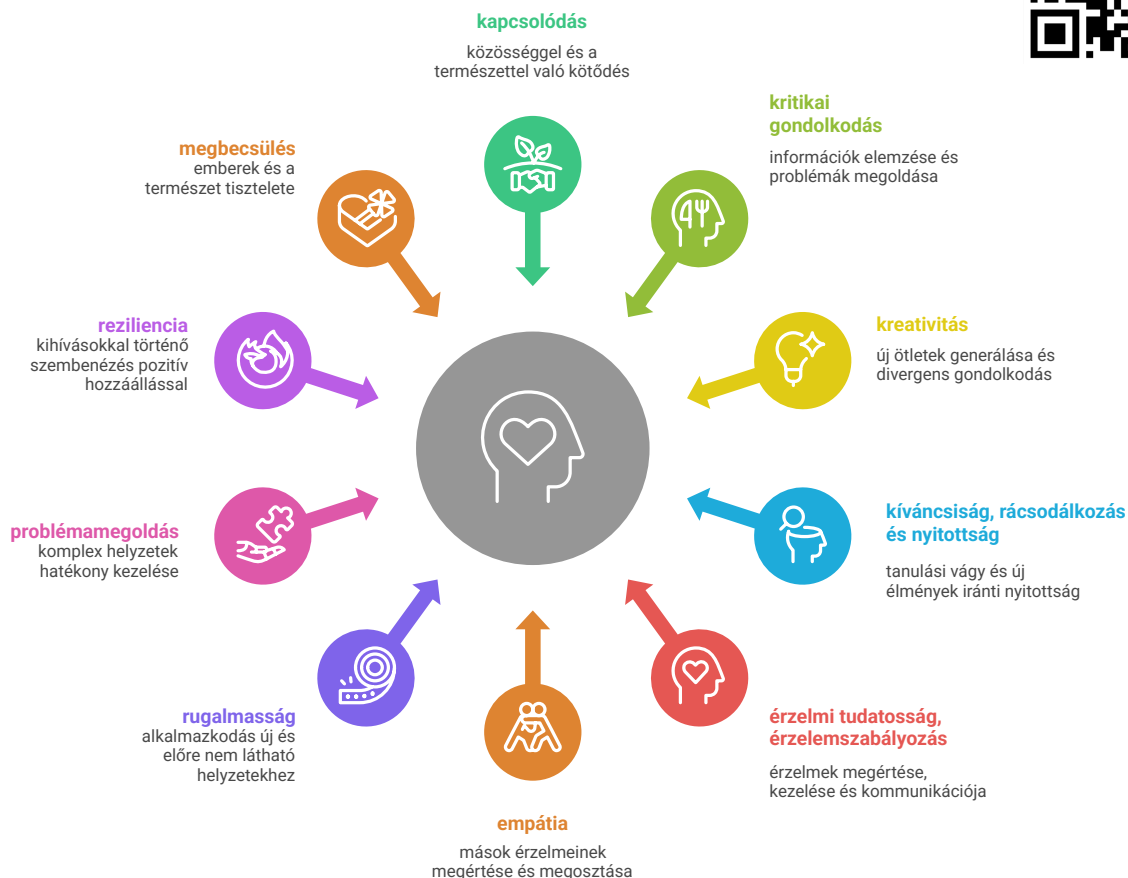 kapcsolódás
közösséggel és a
természettel való kötődés
kritikai
gondolkodás
információk elemzése és
problémák megoldása
kreativitás
új ötletek generálása és
divergens gondolkodás
kíváncsiság, rácsodálkozás
és nyitottság
tanulási vágy és új
élmények iránti nyitottság
érzelmi tudatosság,
érzelemszabályozás
érzelmek megértése,
kezelése és kommunikációja
empátia
mások érzelmeinek
megértése és megosztása
rugalmasság
alkalmazkodás új és
előre nem látható
helyzetekhez
problémamegoldás
komplex helyzetek
hatékony kezelése
reziliencia
kihívásokkal történő
szembenézés pozitív
hozzáállással
megbecsülés
emberek és a
természet tisztelete